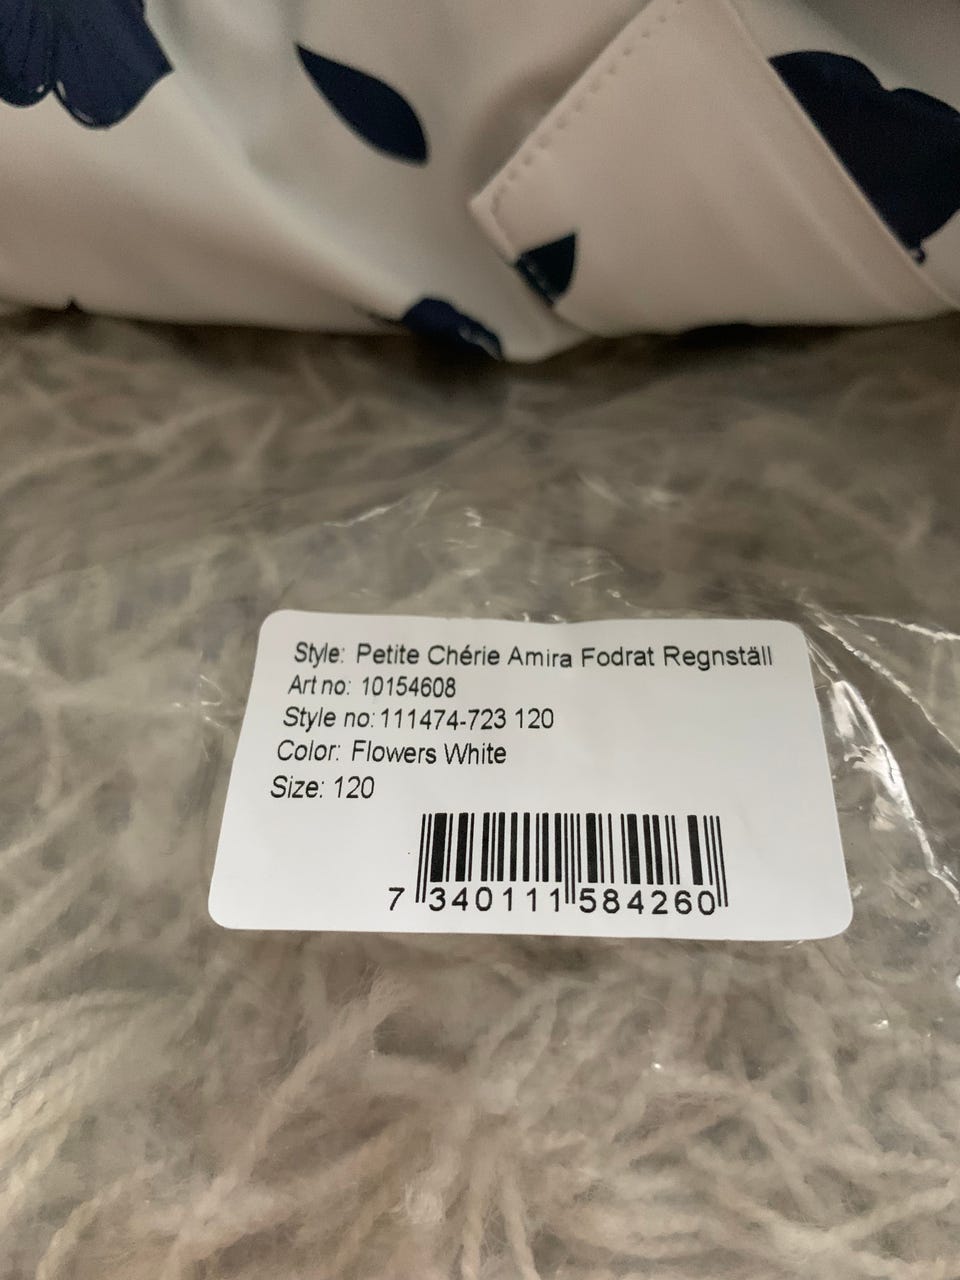 Style: Petite Chérie Amira Fodrat Regnställ
Art no: 10154608
Style no: 111474-723 120
Color: Flowers White
Size: 120
7 340111 584260